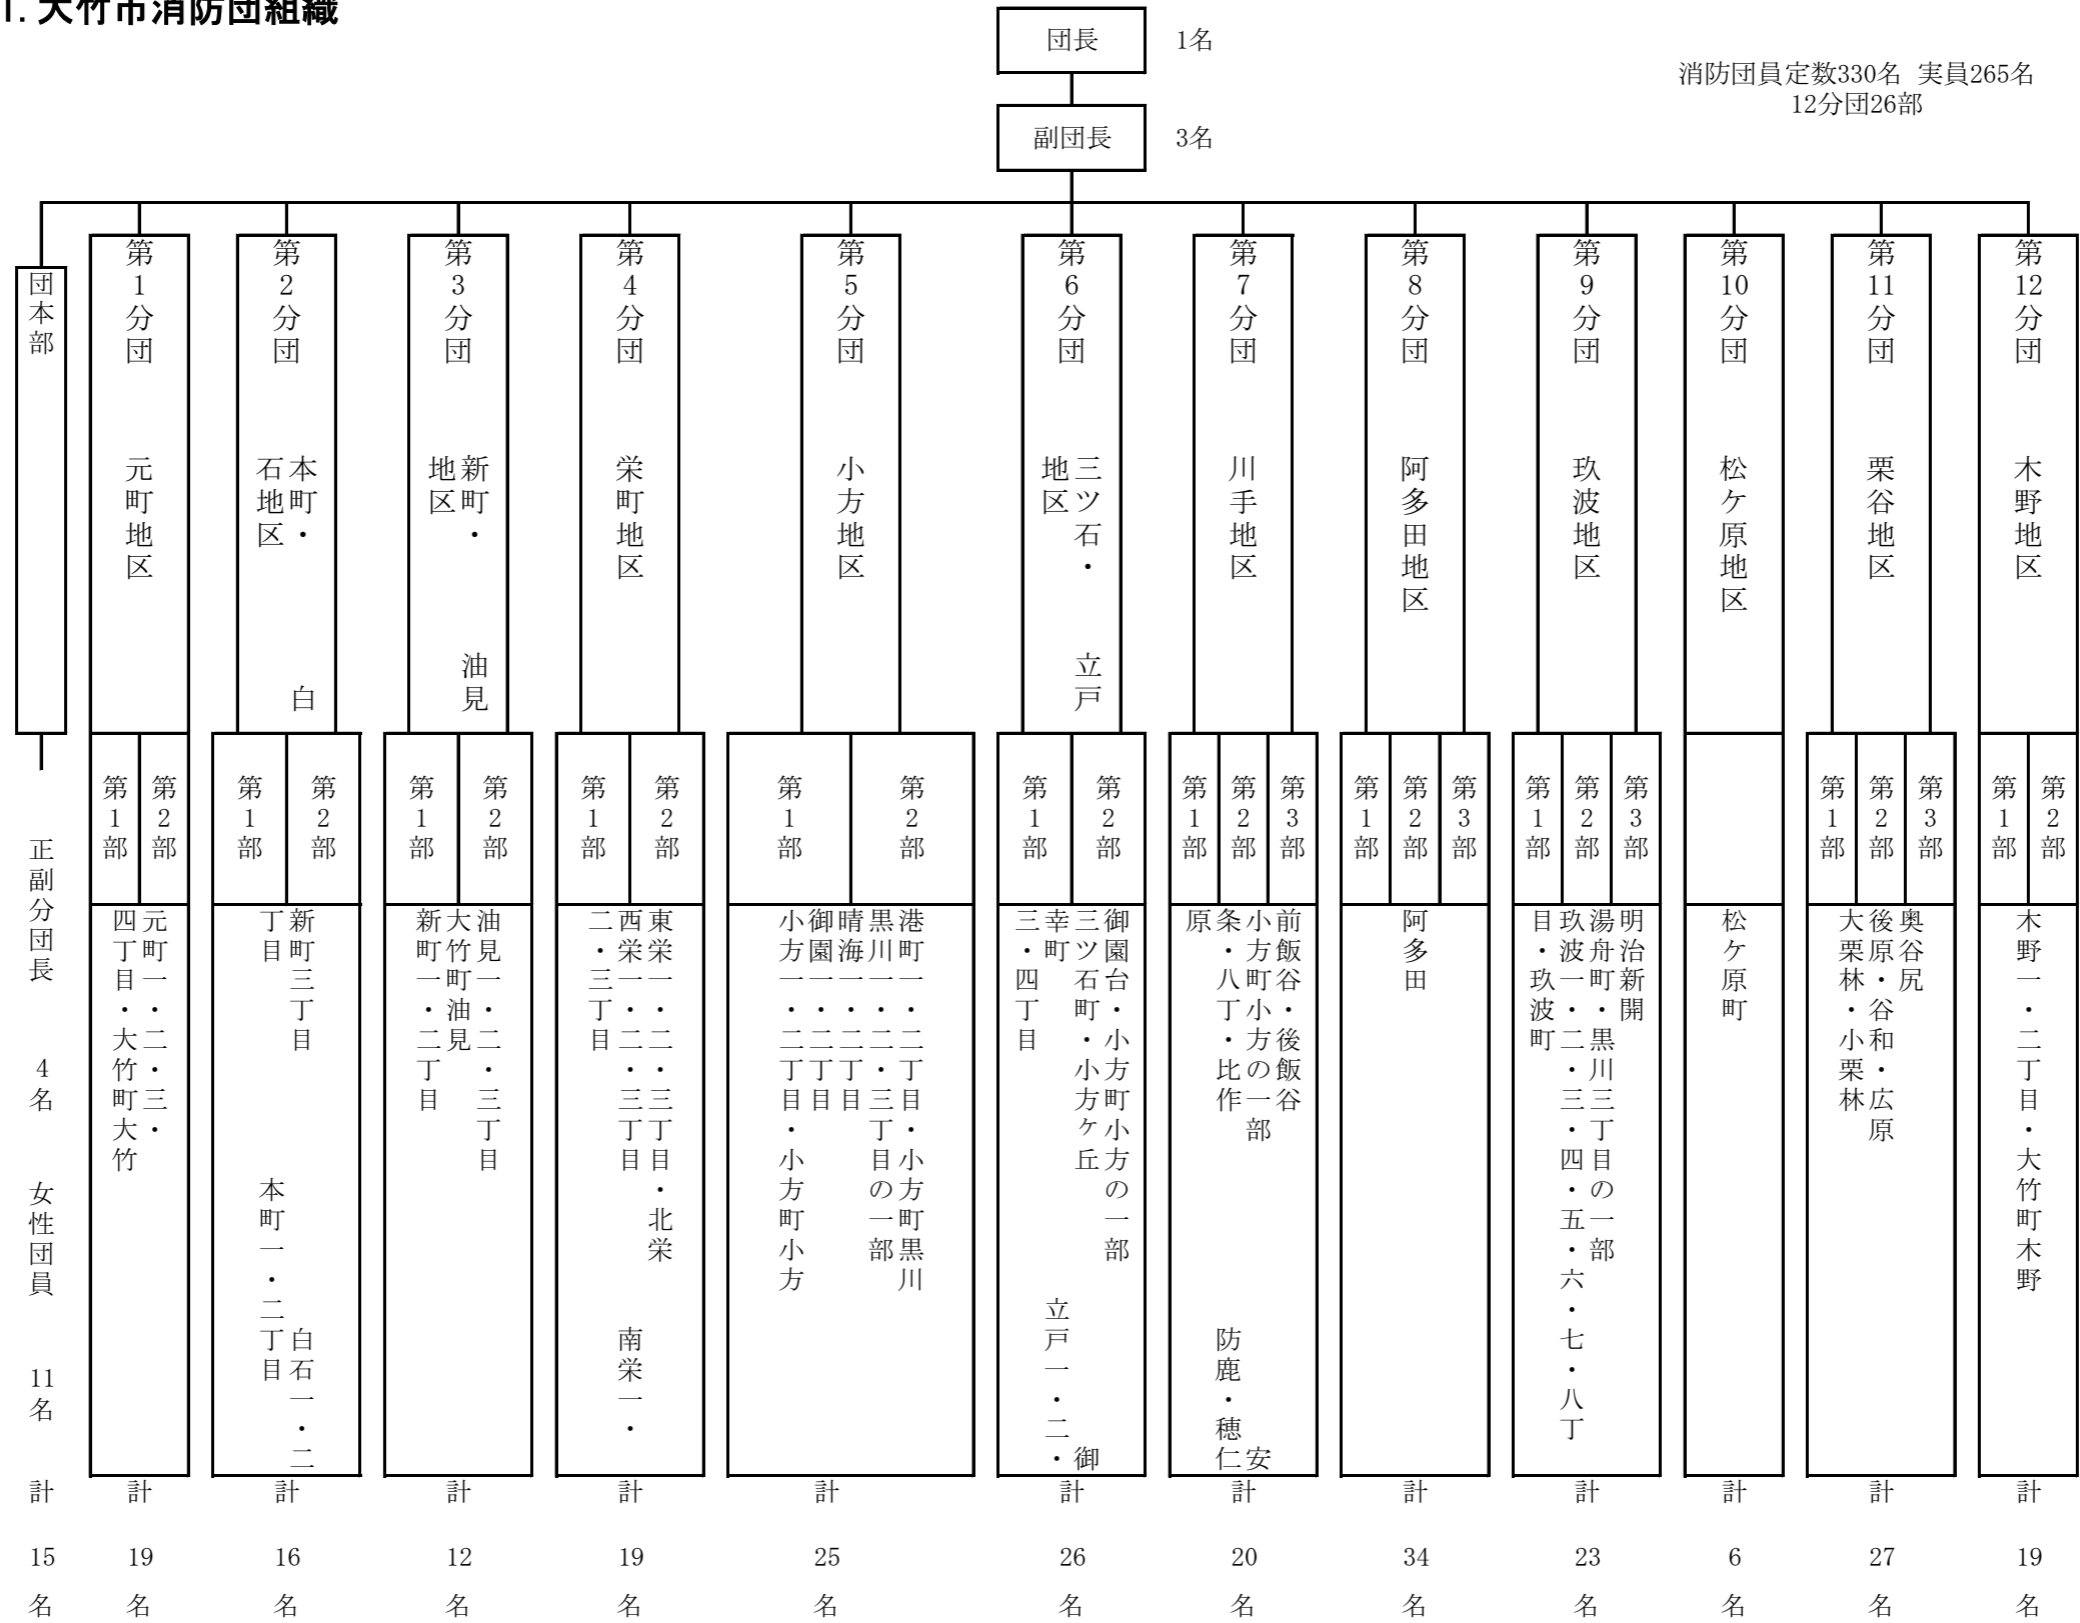 1. 大竹市消防団組織
団長
1名
消防団員定数330名 実員265名
12分団26部
副団長
3名
団本部
正副分団長 4名 女性団員 11名
計 15名
第1分団 元町地区
第1部
第2部
元町一・二・三・
四丁目・大竹町大竹
計 19名
第2分団 本町・ 白
石地区
第1部
第2部
新町三丁目 白石一・二
丁目 本町一・二丁目
計 16名
第3分団 新町・ 油見
地区
第1部
第2部
油見一・二・三丁目
大竹町油見
新町一・二丁目
計 12名
第4分団 栄町地区
第1部
第2部
東栄一・二・三丁目・北栄
西栄一・二・三丁目 南栄一・
二・三丁目
計 19名
第5分団 小方地区
第1部
第2部
港町一・二丁目・小方町黒川
黒川一・二・三丁目の一部
晴海一・二丁目
御園一・二丁目
小方一・二丁目・小方町小方
計 25名
第6分団 三ツ石・ 立戸
地区
第1部
第2部
御園台・小方町小方の一部
三ツ石町・小方ケ丘 御
幸町 立戸一・二・
三・四丁目
計 26名
第7分団 川手地区
第1部
第2部
第3部
前飯谷・後飯谷
小方町小方の一部 安
条・八丁・比作 防鹿・穂仁
原
計 20名
第8分団 阿多田地区
第1部
第2部
第3部
阿多田
計 34名
第9分団 玖波地区
第1部
第2部
第3部
明治新開
湯舟町・黒川三丁目の一部
玖波一・二・三・四・五・六・七・八丁
目・玖波町
計 23名
第10分団 松ケ原地区
松ケ原町
計 6名
第11分団 栗谷地区
第1部
第2部
第3部
奥谷尻
後原・谷和・広原
大栗林・小栗林
計 27名
第12分団 木野地区
第1部
第2部
木野一・二丁目・大竹町木野
計 19名